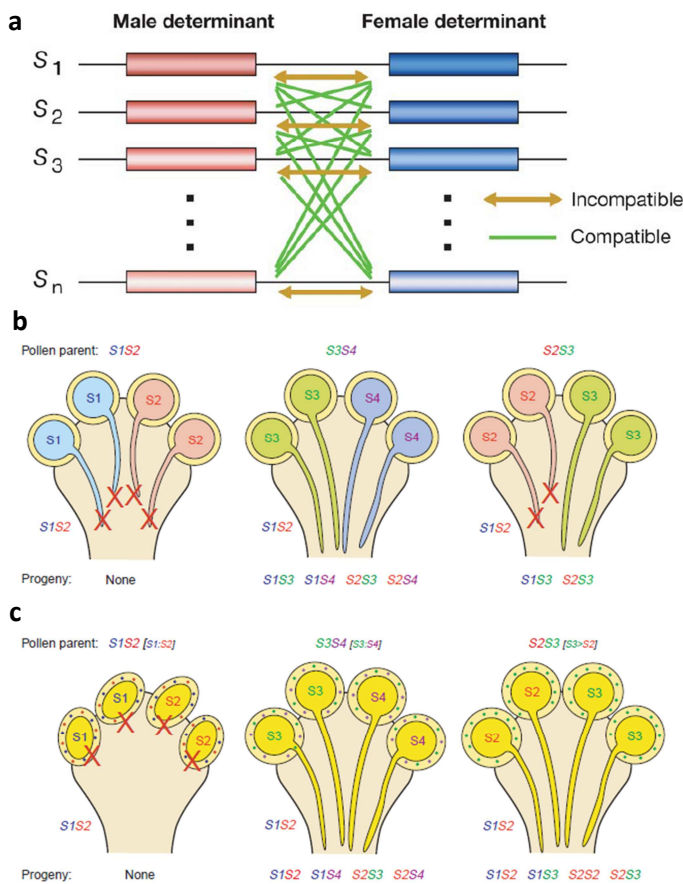 a
Male determinant Female determinant
S1
S2
S3
Incompatible
Compatible
Sn
b
Pollen parent: S1S2 S3S4 S2S3
S1 S2 S3 S4 S2 S3
S1 S2 S3 S4 S2 S3
S1S2 S1S2 S1S2
Progeny: None S1S3 S1S4 S2S3 S2S4 S1S3 S2S3
c
Pollen parent: S1S2 [S1:S2] S3S4 [S3:S4] S2S3 [S3>S2]
S1 S2 S3 S4 S2 S3
S1 S2 S3 S4 S2 S3
S1S2 S1S2 S1S2
Progeny: None S1S2 S1S4 S2S3 S2S4 S1S2 S1S3 S2S2 S2S3